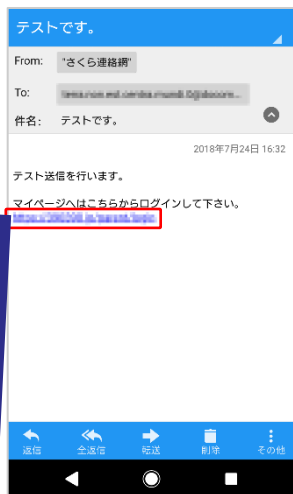 テストです。
From: "さくら連絡網"
To:
件名: テストです。
2018年7月24日 16:32
テスト送信を行います。
マイページへはこちらからログインして下さい。
返信 全返信 転送 削除 その他